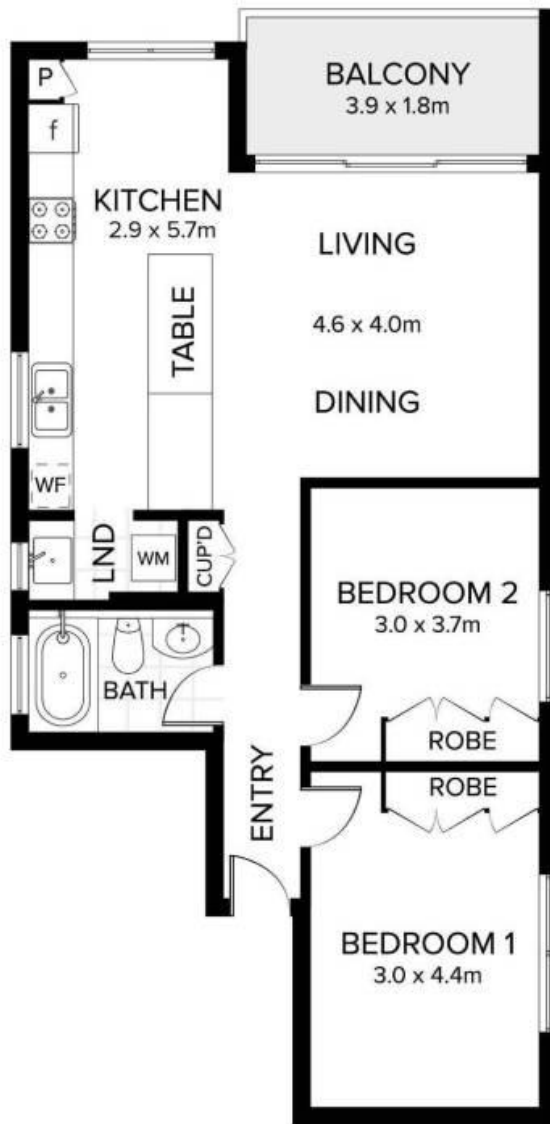 P
BALCONY
3.9 x 1.8m
f
KITCHEN
2.9 x 5.7m
LIVING
4.6 x 4.0m
TABLE
DINING
WF
LND
WM
CUP'D
BEDROOM 2
3.0 x 3.7m
BATH
ROBE
ENTRY
ROBE
BEDROOM 1
3.0 x 4.4m